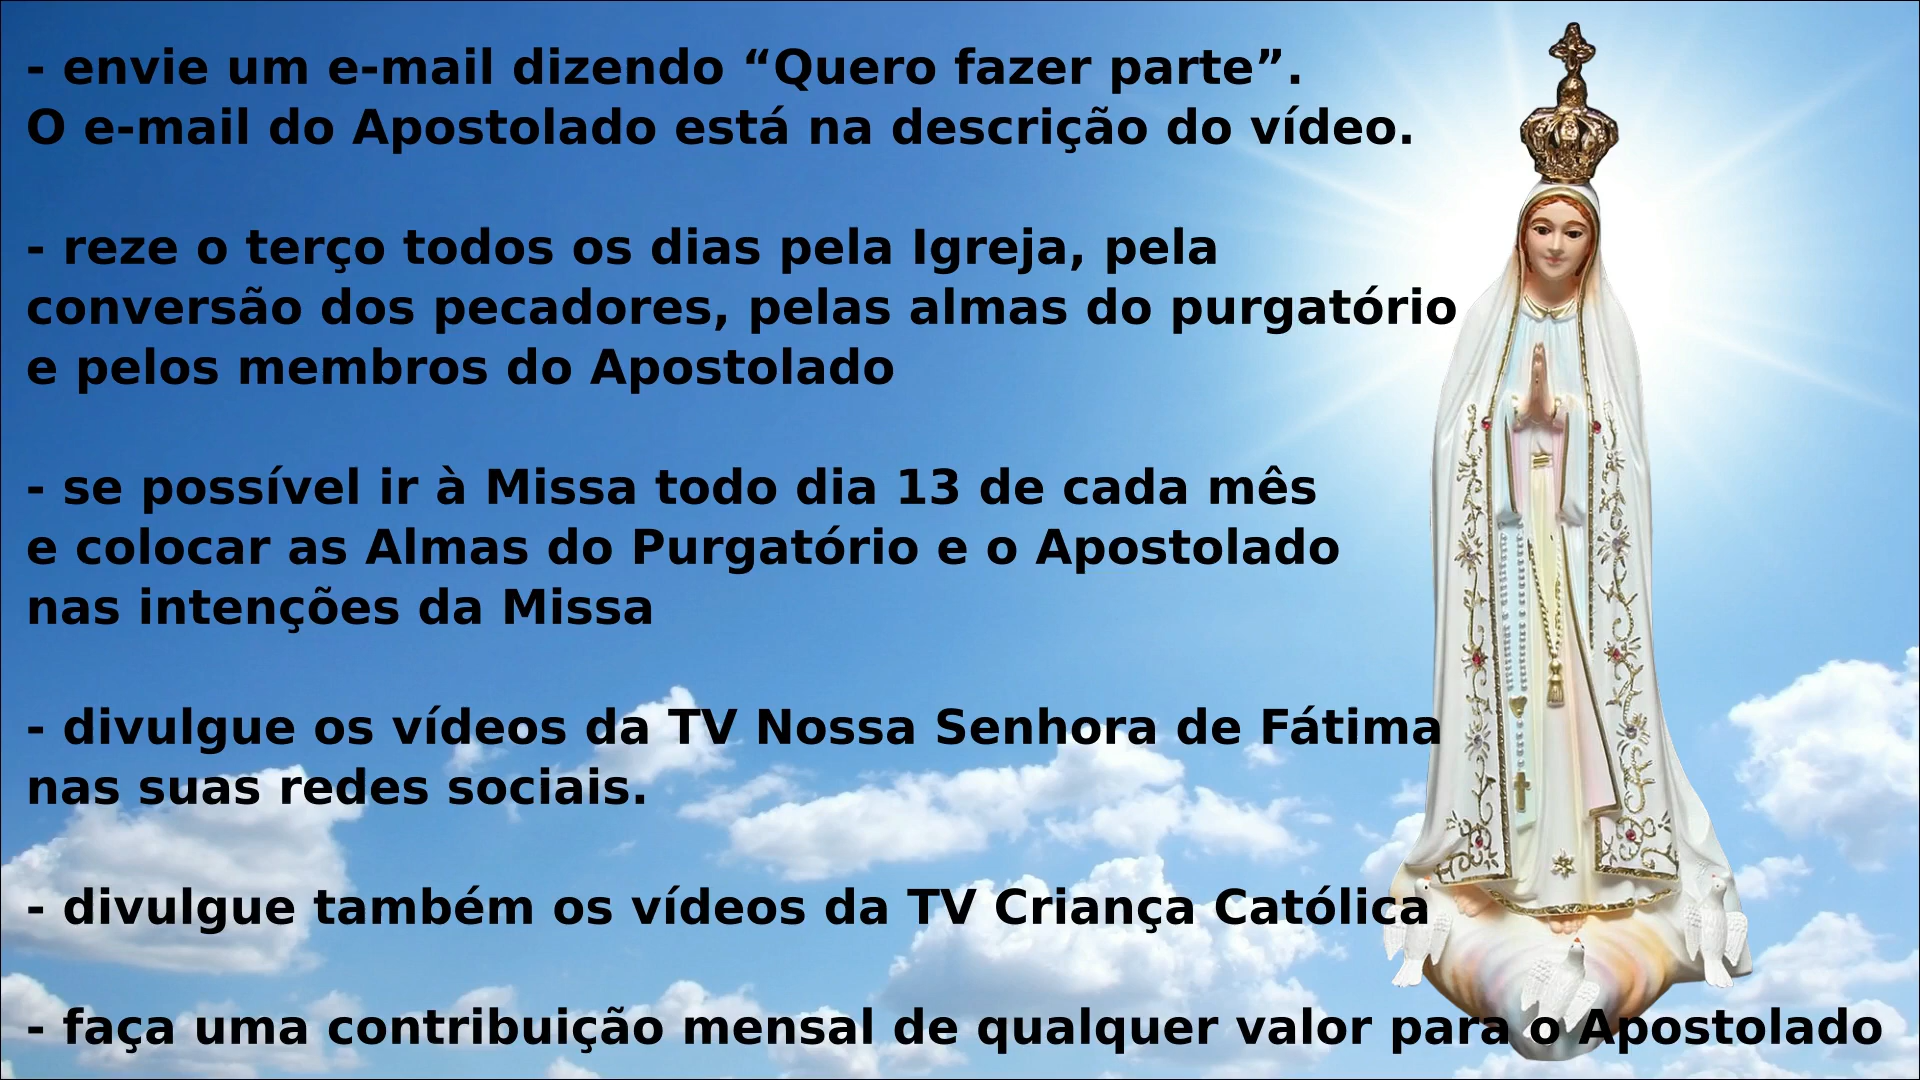 - envie um e-mail dizendo “Quero fazer parte”.
O e-mail do Apostolado está na descrição do vídeo.
- reze o terço todos os dias pela Igreja, pela
conversão dos pecadores, pelas almas do purgatório
e pelos membros do Apostolado
- se possível ir à Missa todo dia 13 de cada mês
e colocar as Almas do Purgatório e o Apostolado
nas intenções da Missa
- divulgue os vídeos da TV Nossa Senhora de Fátima
nas suas redes sociais.
- divulgue também os vídeos da TV Criança Católica
- faça uma contribuição mensal de qualquer valor para o Apostolado